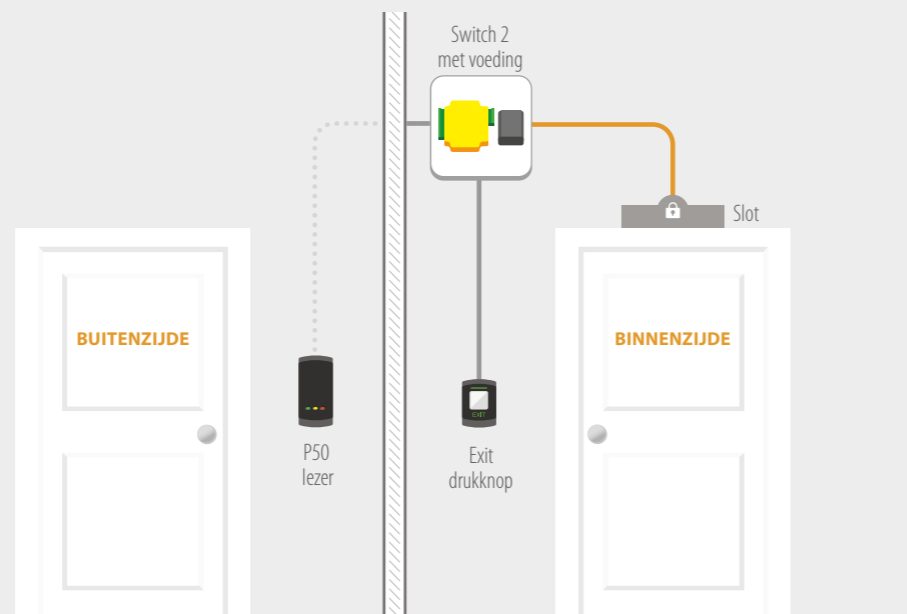 Switch 2
met voeding
Slot
BUITENZIJDE
BINNENZIJDE
EXIT
P50
lezer
Exit
drukknop